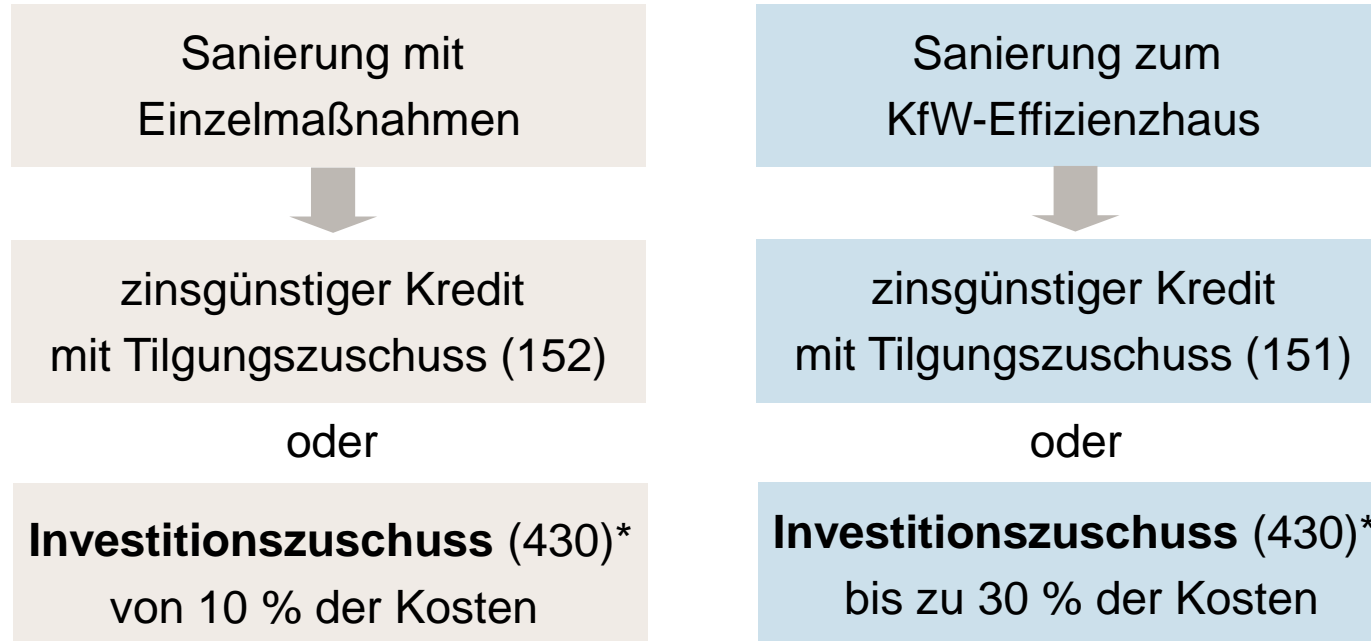 Sanierung mit
Einzelmaßnahmen
zinsgünstiger Kredit
mit Tilgungszuschuss (152)
oder
Investitionszuschuss (430)*
von 10 % der Kosten
Sanierung zum
KfW-Effizienzhaus
zinsgünstiger Kredit
mit Tilgungszuschuss (151)
oder
Investitionszuschuss (430)*
bis zu 30 % der Kosten